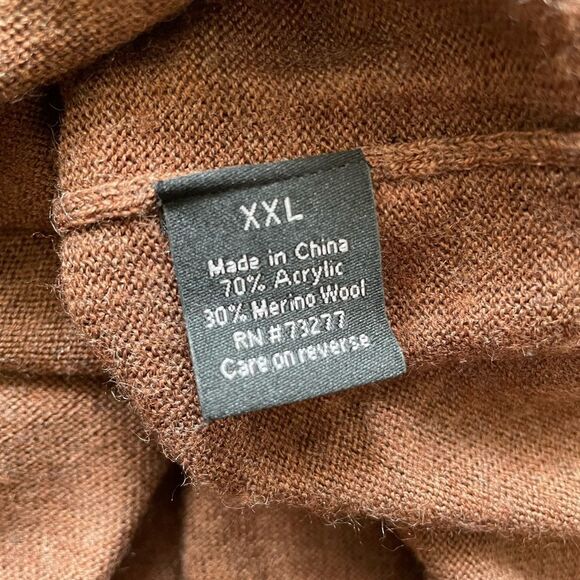 XXL
Made in China
70% Acrylic
30% Merino Wool
RN #73277
Care on reverse